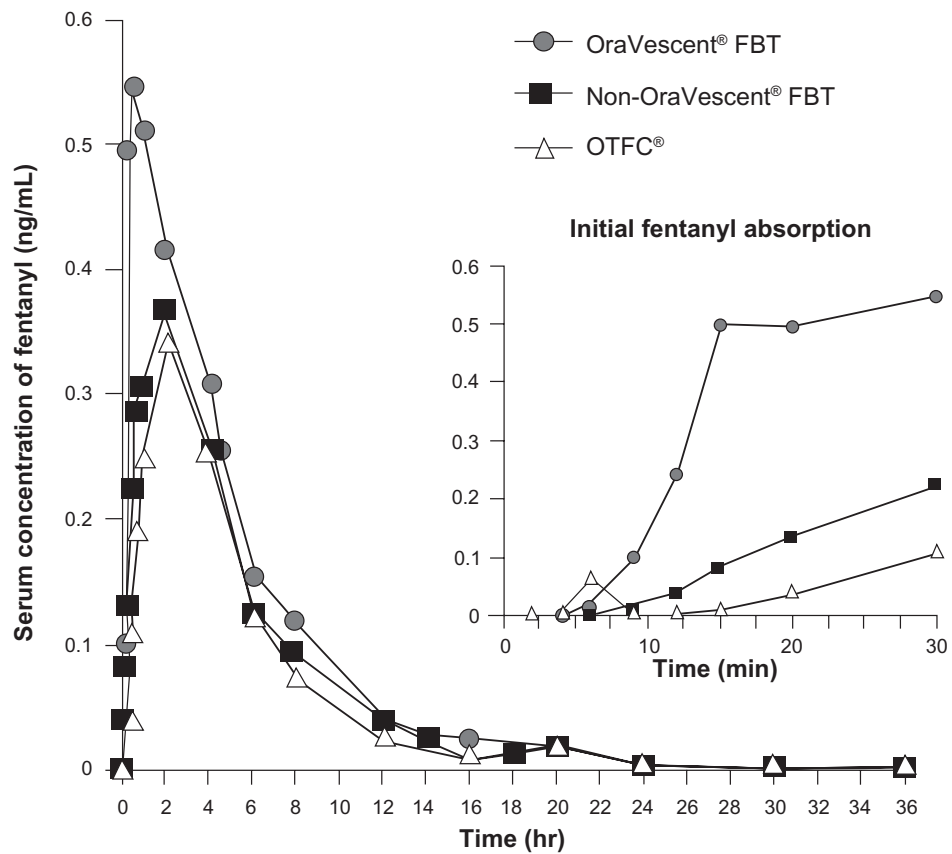 OraVescent® FBT
Non-OraVescent® FBT
OTFC®
Serum concentration of fentanyl (ng/mL)
0.6
0.5
0.4
0.3
0.2
0.1
0
0 2 4 6 8 10 12 14 16 18 20 22 24 26 28 30 32 34 36
Time (hr)
Initial fentanyl absorption
0.6
0.5
0.4
0.3
0.2
0.1
0
0 10 20 30
Time (min)